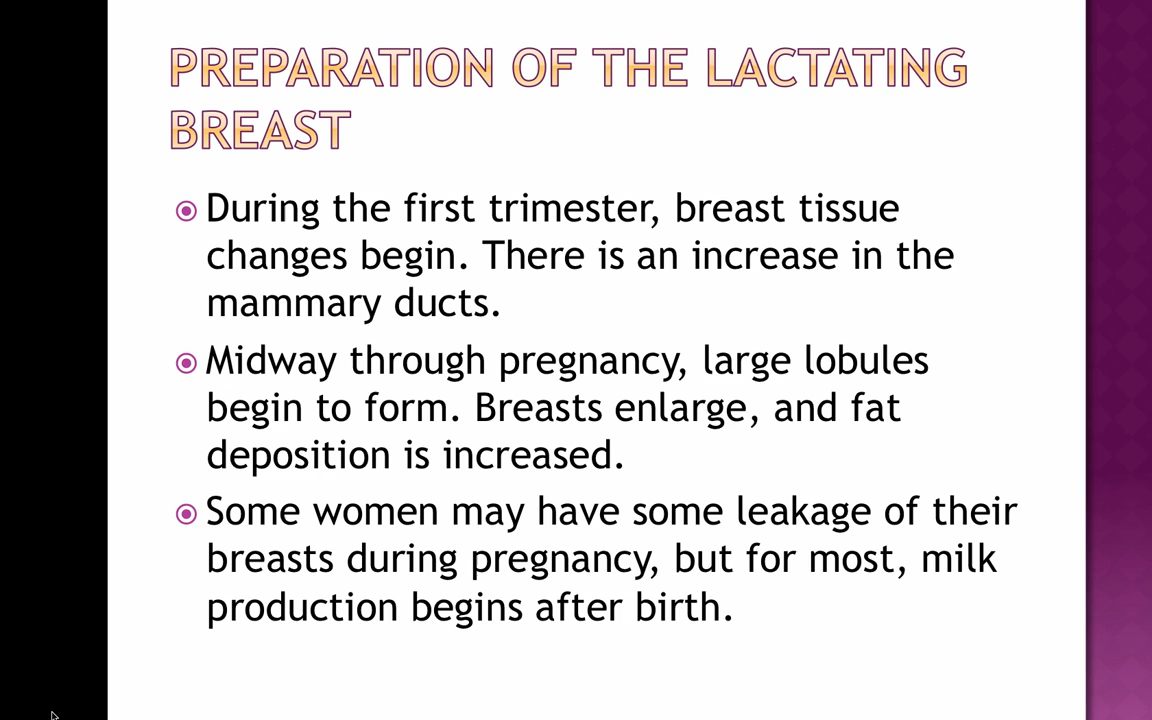 PREPARATION OF THE LACTATING
BREAST
During the first trimester, breast tissue
changes begin. There is an increase in the
mammary ducts.
Midway through pregnancy, large lobules
begin to form. Breasts enlarge, and fat
deposition is increased.
Some women may have some leakage of their
breasts during pregnancy, but for most, milk
production begins after birth.